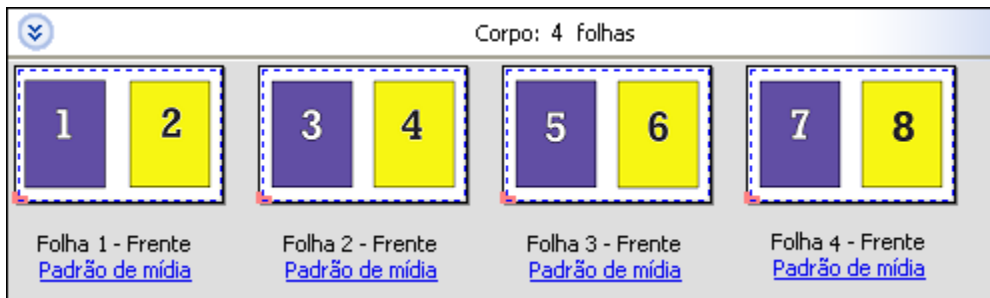 Corpo: 4 folhas
1 2 3 4 5 6 7 8
Folha 1 - Frente Folha 2 - Frente Folha 3 - Frente Folha 4 - Frente
Padrão de mídia Padrão de mídia Padrão de mídia Padrão de mídia